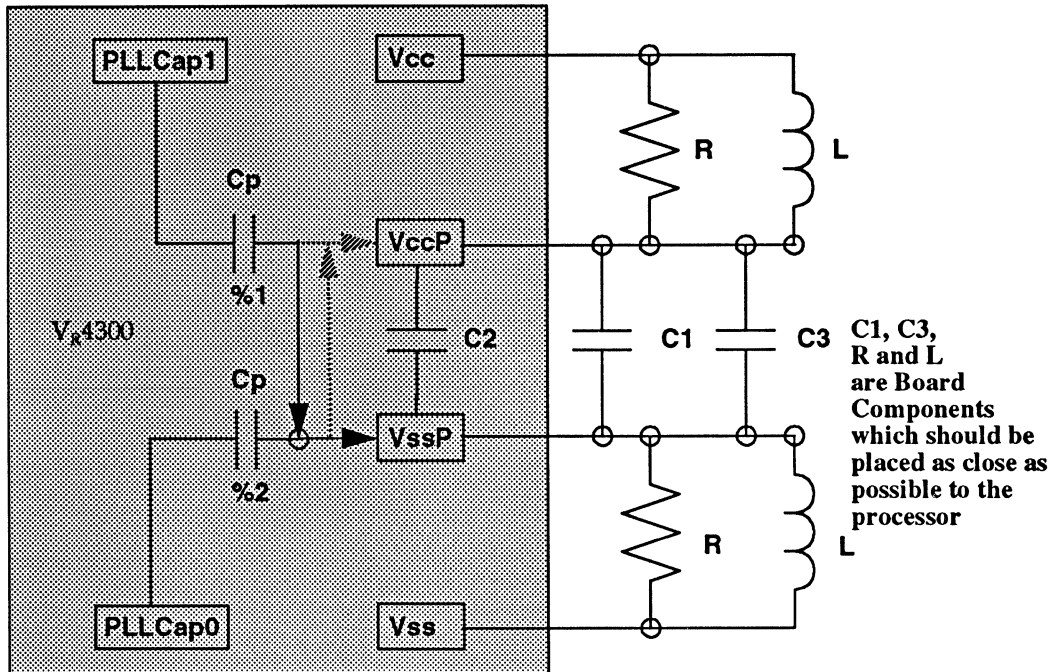 PLLCap1
Vcc
R
L
Cp
VccP
%1
VR4300
C2
C1
C3
C1, C3,
R and L
are Board
Components
which should be
placed as close as
possible to the
processor
Cp
VssP
%2
R
L
PLLCap0
Vss